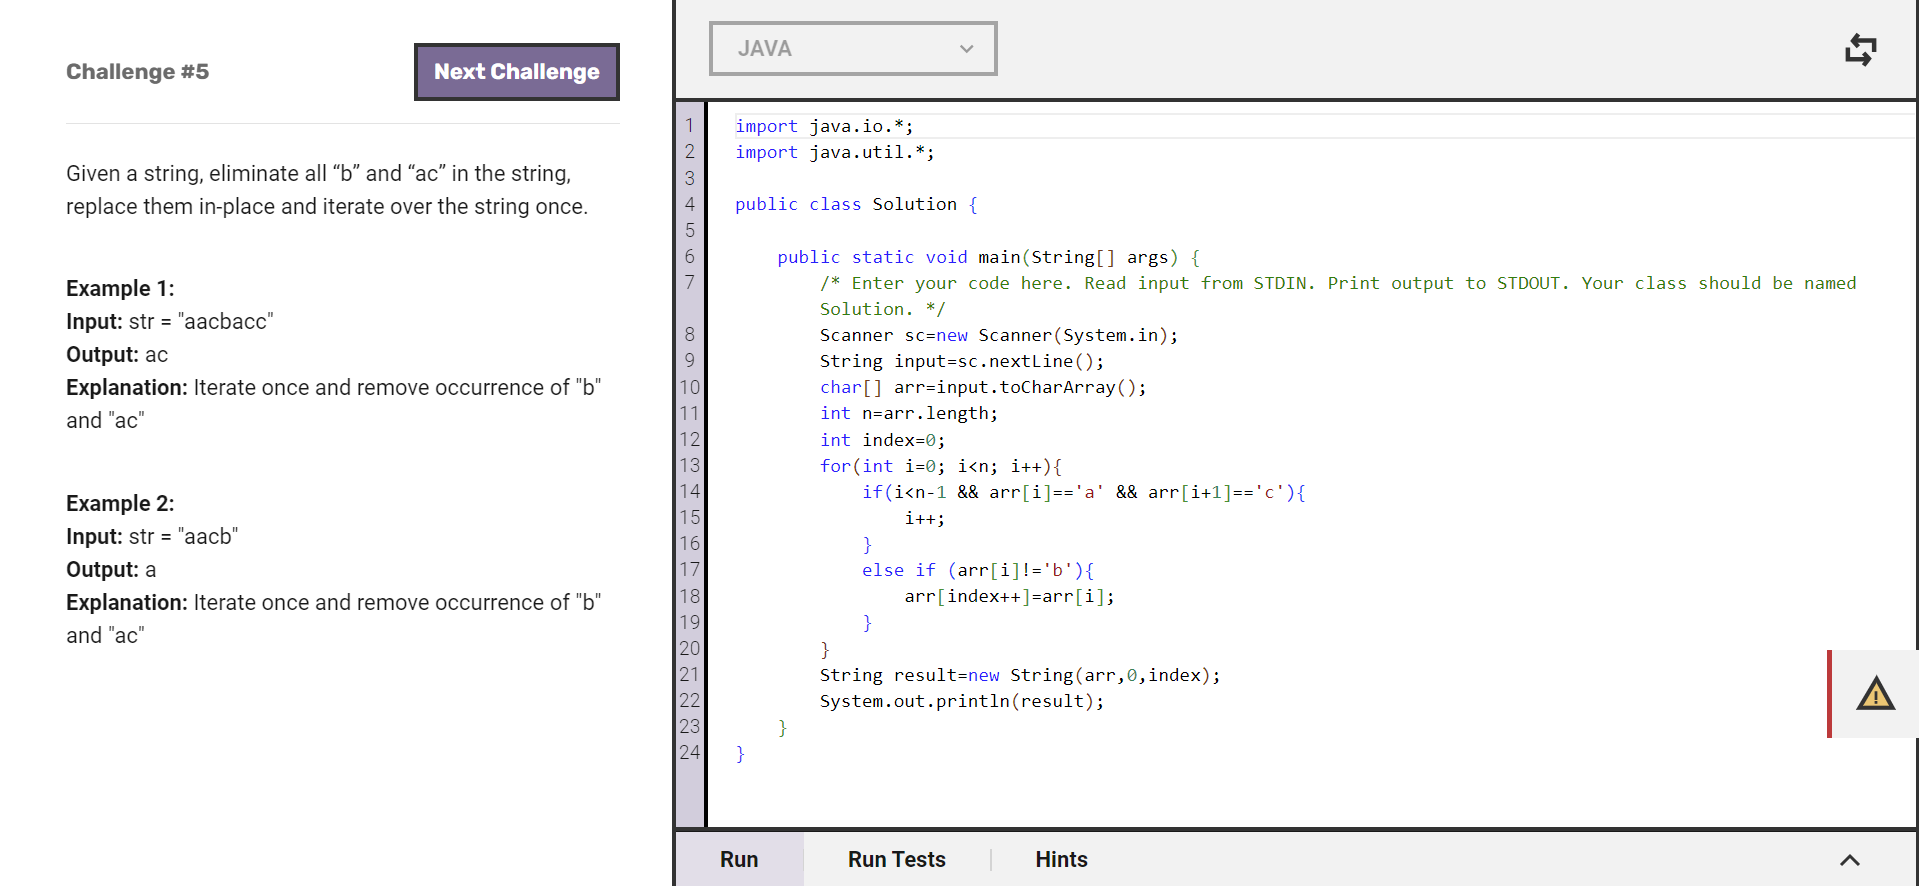 Challenge #5
Next Challenge
Given a string, eliminate all “b” and “ac” in the string,
replace them in-place and iterate over the string once.
Example 1:
Input: str = "aacbacc"
Output: ac
Explanation: Iterate once and remove occurrence of "b"
and "ac"
Example 2:
Input: str = "aacb"
Output: a
Explanation: Iterate once and remove occurrence of "b"
and "ac"
JAVA
1 import java.io.*;
2 import java.util.*;
3
4 public class Solution {
5
6 public static void main(String[] args) {
7 /* Enter your code here. Read input from STDIN. Print output to STDOUT. Your class should be named
Solution. */
8 Scanner sc=new Scanner(System.in);
9 String input=sc.nextLine();
10 char[] arr=input.toCharArray();
11 int n=arr.length;
12 int index=0;
13 for(int i=0; i<n; i++){
14 if(i<n-1 && arr[i]=='a' && arr[i+1]=='c'){
15 i++;
16 }
17 else if (arr[i]!='b'){
18 arr[index++]=arr[i];
19 }
20 }
21 String result=new String(arr,0,index);
22 System.out.println(result);
23 }
24 }
Run
Run Tests
Hints